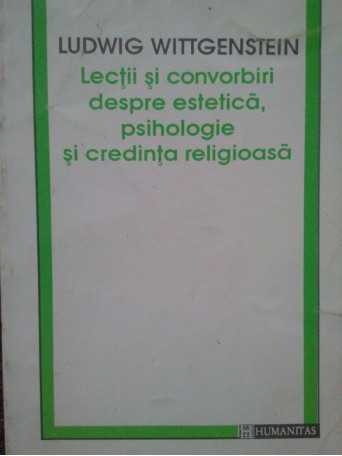 LUDWIG WITTGENSTEIN
Lecţii şi convorbiri
despre estetică,
psihologie
şi credinţa religioasă
HUMANITAS